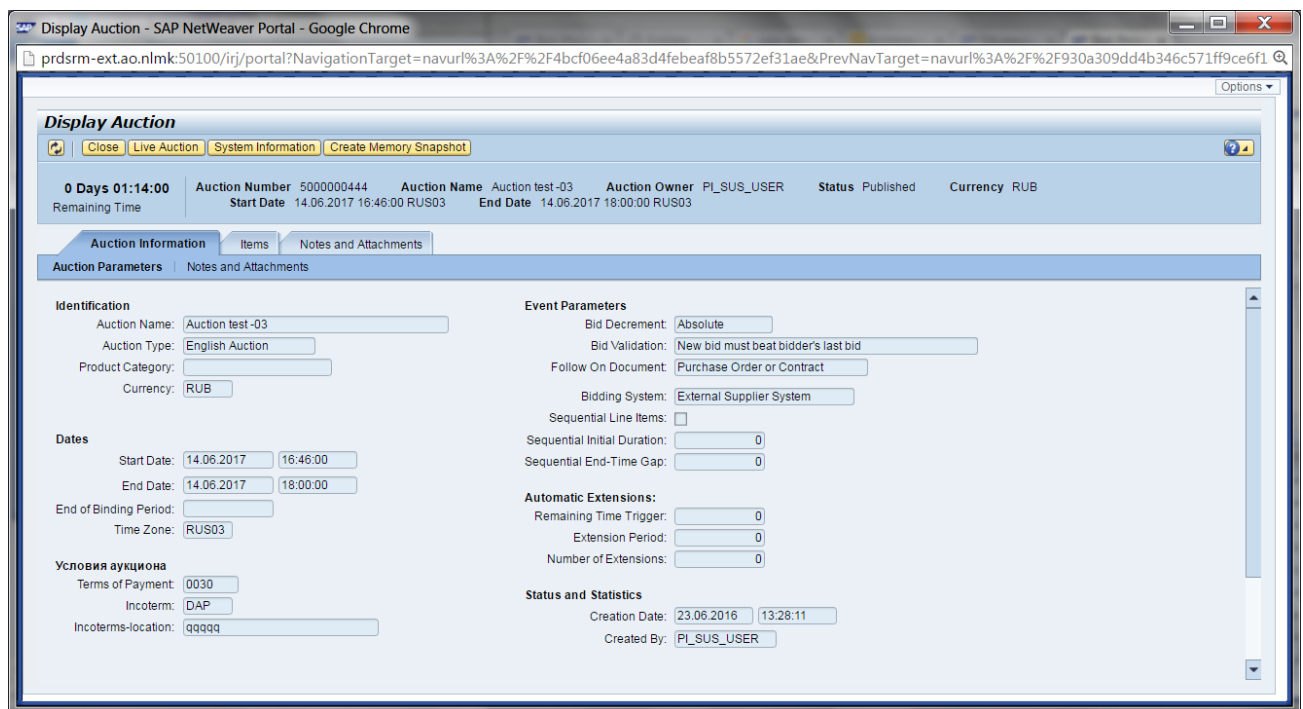 Display Auction - SAP NetWeaver Portal - Google Chrome
prdsrm-ext.ao.nlmk:50100/irj/portal?NavigationTarget=navurl%3A%2F%2F4bcf06ee4a83d4febeaf8b5572ef31ae&PrevNavTarget=navurl%3A%2F%2F930a309dd4b346c571ff9ce6f1
Options
Display Auction
Close Live Auction System Information Create Memory Snapshot
0 Days 01:14:00 Auction Number 5000000444 Auction Name Auction test -03 Auction Owner PI_SUS_USER Status Published Currency RUB
Remaining Time Start Date 14.06.2017 16:46:00 RUS03 End Date 14.06.2017 18:00:00 RUS03
Auction Information Items Notes and Attachments
Auction Parameters Notes and Attachments
Identification
Auction Name: Auction test -03
Auction Type: English Auction
Product Category:
Currency: RUB
Dates
Start Date: 14.06.2017 16:46:00
End Date: 14.06.2017 18:00:00
End of Binding Period:
Time Zone: RUS03
Условия аукциона
Terms of Payment: 0030
Incoterm: DAP
Incoterms-location: qqqqq
Event Parameters
Bid Decrement: Absolute
Bid Validation: New bid must beat bidder's last bid
Follow On Document: Purchase Order or Contract
Bidding System: External Supplier System
Sequential Line Items:
Sequential Initial Duration: 0
Sequential End-Time Gap: 0
Automatic Extensions:
Remaining Time Trigger: 0
Extension Period: 0
Number of Extensions: 0
Status and Statistics
Creation Date: 23.06.2016 13:28:11
Created By: PI_SUS_USER